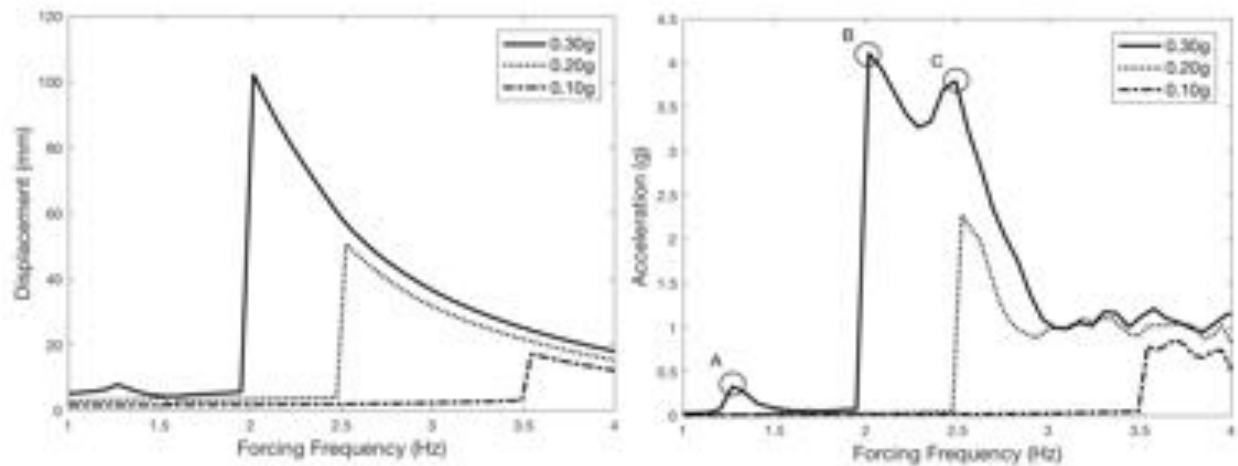 120
100
80
60
40
20
0
Displacement (mm)
1
1.5
2
2.5
3
3.5
4
Forcing Frequency (Hz)
0.30g
0.20g
0.10g
4.5
4
3.5
3
2.5
2
1.5
1
0.5
0
Acceleration (g)
1
1.5
2
2.5
3
3.5
4
Forcing Frequency (Hz)
A
B
C
0.30g
0.20g
0.10g